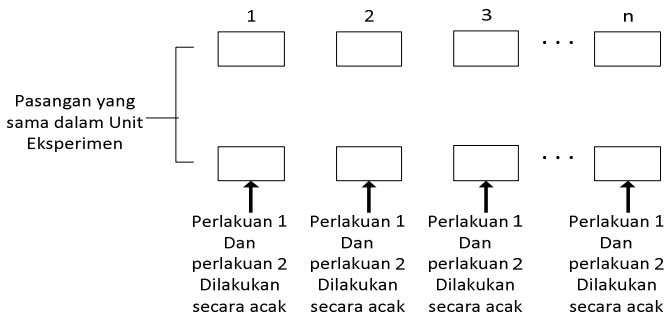 1 2 3 ... n
Pasangan yang
sama dalam Unit
Eksperimen
...
Perlakuan 1
Dan
perlakuan 2
Dilakukan
secara acak
Perlakuan 1
Dan
perlakuan 2
Dilakukan
secara acak
Perlakuan 1
Dan
perlakuan 2
Dilakukan
secara acak
Perlakuan 1
Dan
perlakuan 2
Dilakukan
secara acak